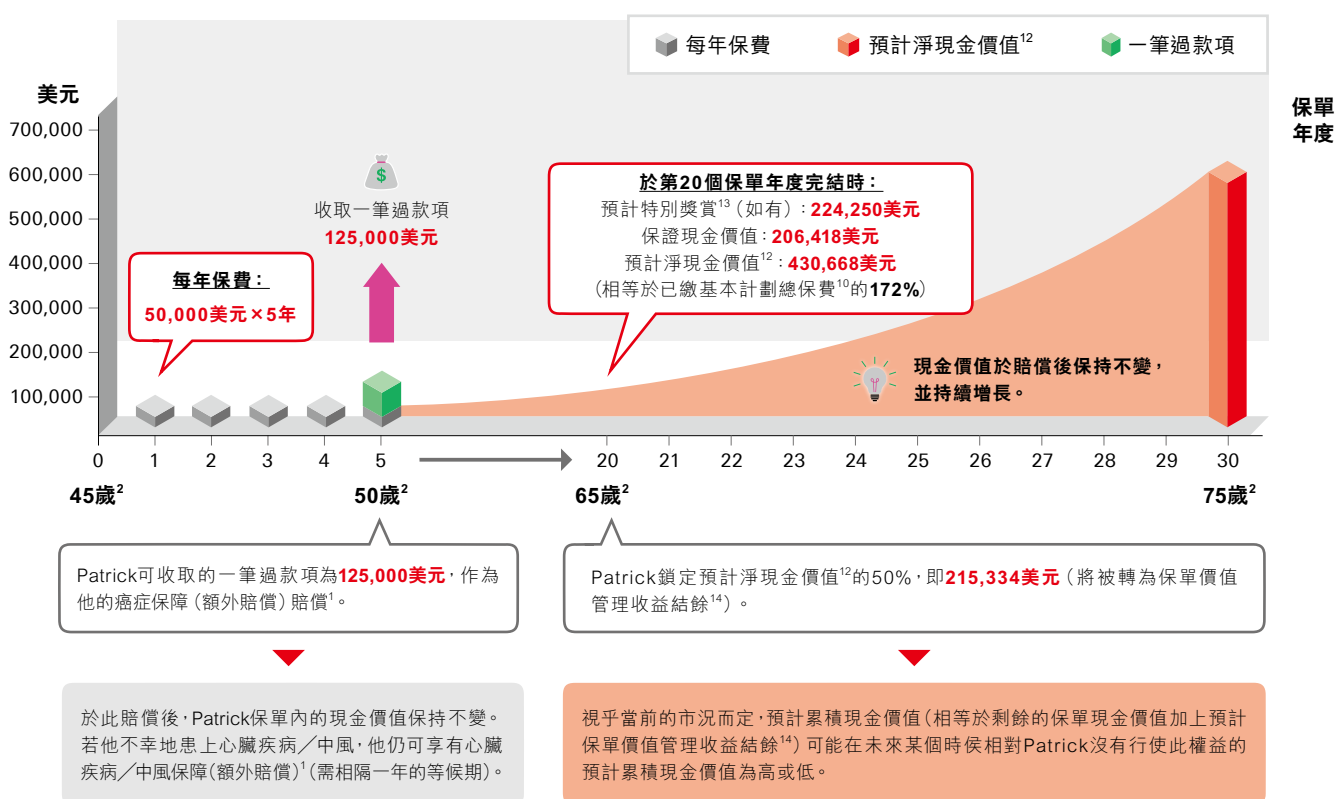 每年保費
預計淨現金價值12
一筆過款項
美元
保單
年度
700,000
600,000
500,000
400,000
300,000
200,000
100,000
$
收取一筆過款項
125,000美元
每年保費：
50,000美元×5年
於第20個保單年度完結時：
預計特別獎賞13（如有）：224,250美元
保證現金價值：206,418美元
預計淨現金價值12：430,668美元
（相等於已繳基本計劃總保費10的172%）
現金價值於賠償後保持不變，
並持續增長。
0 1 2 3 4 5 20 21 22 23 24 25 26 27 28 29 30
45歲2 50歲2 65歲2 75歲2
Patrick可收取的一筆過款項為125,000美元，作為
他的癌症保障（額外賠償）賠償1。
Patrick鎖定預計淨現金價值12的50%，即215,334美元（將被轉為保單價值
管理收益結餘14）。
於此賠償後，Patrick保單內的現金價值保持不變。
若他不幸地患上心臟疾病／中風，他仍可享有心臟
疾病／中風保障（額外賠償）1（需相隔一年的等候期）。
視乎當前的市況而定，預計累積現金價值（相等於剩餘的保單現金價值加上預計
保單價值管理收益結餘14）可能在未來某個時侯相對Patrick沒有行使此權益的
預計累積現金價值為高或低。